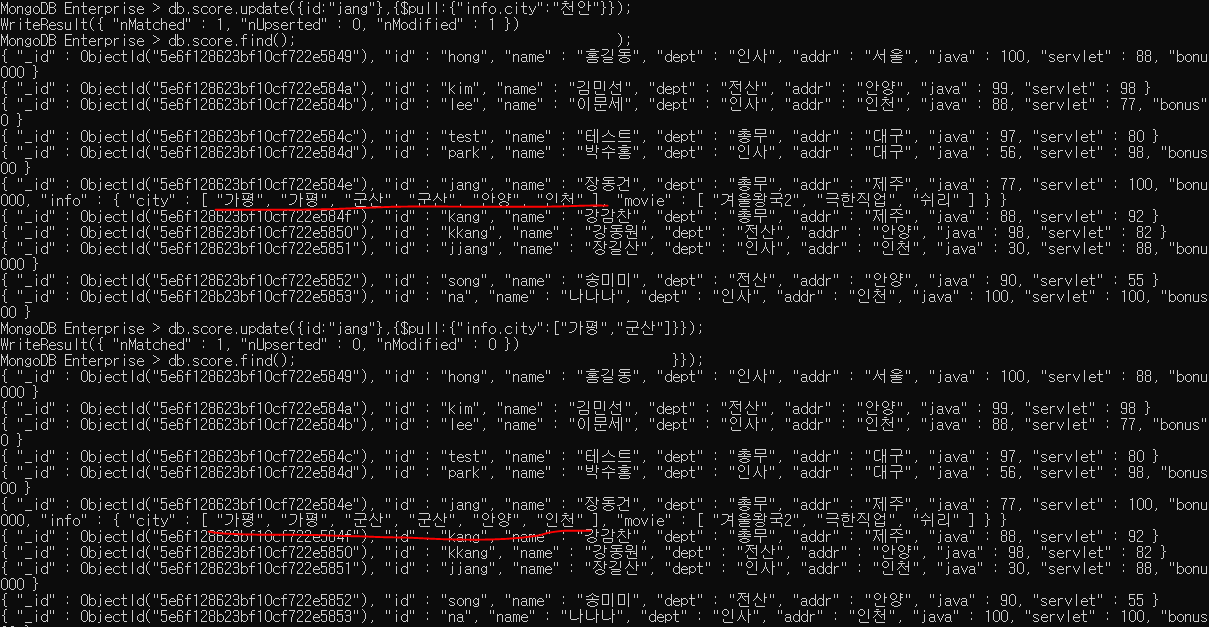 MongoDB Enterprise > db.score.update({id:"jang"},{$pull:{"info.city":"천안"}});
WriteResult({ "nMatched" : 1, "nUpserted" : 0, "nModified" : 1 })
MongoDB Enterprise > db.score.find(); );
{ "_id" : ObjectId("5e6f128623bf10cf722e5849"), "id" : "hong", "name" : "홍길동", "dept" : "인사", "addr" : "서울", "java" : 100, "servlet" : 88, "bonu
000 }
{ "_id" : ObjectId("5e6f128623bf10cf722e584a"), "id" : "kim", "name" : "김민선", "dept" : "전산", "addr" : "안양", "java" : 99, "servlet" : 98 }
{ "_id" : ObjectId("5e6f128623bf10cf722e584b"), "id" : "lee", "name" : "이문세", "dept" : "인사", "addr" : "인천", "java" : 88, "servlet" : 77, "bonus"
0 }
{ "_id" : ObjectId("5e6f128623bf10cf722e584c"), "id" : "test", "name" : "테스트", "dept" : "총무", "addr" : "대구", "java" : 97, "servlet" : 80 }
{ "_id" : ObjectId("5e6f128623bf10cf722e584d"), "id" : "park", "name" : "박수홍", "dept" : "인사", "addr" : "대구", "java" : 56, "servlet" : 98, "bonus
00 }
{ "_id" : ObjectId("5e6f128623bf10cf722e584e"), "id" : "jang", "name" : "장동건", "dept" : "총무", "addr" : "제주", "java" : 77, "servlet" : 100, "bonu
000, "info" : { "city" : [ "가평", "가평", "군산", "군산", "안양", "인천" ], "movie" : [ "겨울왕국2", "극한직업", "쉬리" ] } }
{ "_id" : ObjectId("5e6f128623bf10cf722e584f"), "id" : "kang", "name" : "강감찬", "dept" : "총무", "addr" : "제주", "java" : 88, "servlet" : 92 }
{ "_id" : ObjectId("5e6f128623bf10cf722e5850"), "id" : "kkang", "name" : "강동원", "dept" : "전산", "addr" : "안양", "java" : 98, "servlet" : 82 }
{ "_id" : ObjectId("5e6f128623bf10cf722e5851"), "id" : "jjang", "name" : "장길산", "dept" : "인사", "addr" : "인천", "java" : 30, "servlet" : 88, "bonu
000 }
{ "_id" : ObjectId("5e6f128623bf10cf722e5852"), "id" : "song", "name" : "송미미", "dept" : "전산", "addr" : "안양", "java" : 90, "servlet" : 55 }
{ "_id" : ObjectId("5e6f128b23bf10cf722e5853"), "id" : "na", "name" : "나나나", "dept" : "인사", "addr" : "인천", "java" : 100, "servlet" : 100, "bonus
00 }
MongoDB Enterprise > db.score.update({id:"jang"},{$pull:{"info.city":["가평","군산"]}});
WriteResult({ "nMatched" : 1, "nUpserted" : 0, "nModified" : 0 })
MongoDB Enterprise > db.score.find(); }});
{ "_id" : ObjectId("5e6f128623bf10cf722e5849"), "id" : "hong", "name" : "홍길동", "dept" : "인사", "addr" : "서울", "java" : 100, "servlet" : 88, "bonu
000 }
{ "_id" : ObjectId("5e6f128623bf10cf722e584a"), "id" : "kim", "name" : "김민선", "dept" : "전산", "addr" : "안양", "java" : 99, "servlet" : 98 }
{ "_id" : ObjectId("5e6f128623bf10cf722e584b"), "id" : "lee", "name" : "이문세", "dept" : "인사", "addr" : "인천", "java" : 88, "servlet" : 77, "bonus"
0 }
{ "_id" : ObjectId("5e6f128623bf10cf722e584c"), "id" : "test", "name" : "테스트", "dept" : "총무", "addr" : "대구", "java" : 97, "servlet" : 80 }
{ "_id" : ObjectId("5e6f128623bf10cf722e584d"), "id" : "park", "name" : "박수홍", "dept" : "인사", "addr" : "대구", "java" : 56, "servlet" : 98, "bonus
00 }
{ "_id" : ObjectId("5e6f128623bf10cf722e584e"), "id" : "jang", "name" : "장동건", "dept" : "총무", "addr" : "제주", "java" : 77, "servlet" : 100, "bonu
000, "info" : { "city" : [ "가평", "가평", "군산", "군산", "안양", "인천" ], "movie" : [ "겨울왕국2", "극한직업", "쉬리" ] } }
{ "_id" : ObjectId("5e6f128623bf10cf722e584f"), "id" : "kang", "name" : "강감찬", "dept" : "총무", "addr" : "제주", "java" : 88, "servlet" : 92 }
{ "_id" : ObjectId("5e6f128623bf10cf722e5850"), "id" : "kkang", "name" : "강동원", "dept" : "전산", "addr" : "안양", "java" : 98, "servlet" : 82 }
{ "_id" : ObjectId("5e6f128623bf10cf722e5851"), "id" : "jjang", "name" : "장길산", "dept" : "인사", "addr" : "인천", "java" : 30, "servlet" : 88, "bonu
000 }
{ "_id" : ObjectId("5e6f128623bf10cf722e5852"), "id" : "song", "name" : "송미미", "dept" : "전산", "addr" : "안양", "java" : 90, "servlet" : 55 }
{ "_id" : ObjectId("5e6f128b23bf10cf722e5853"), "id" : "na", "name" : "나나나", "dept" : "인사", "addr" : "인천", "java" : 100, "servlet" : 100, "bonus